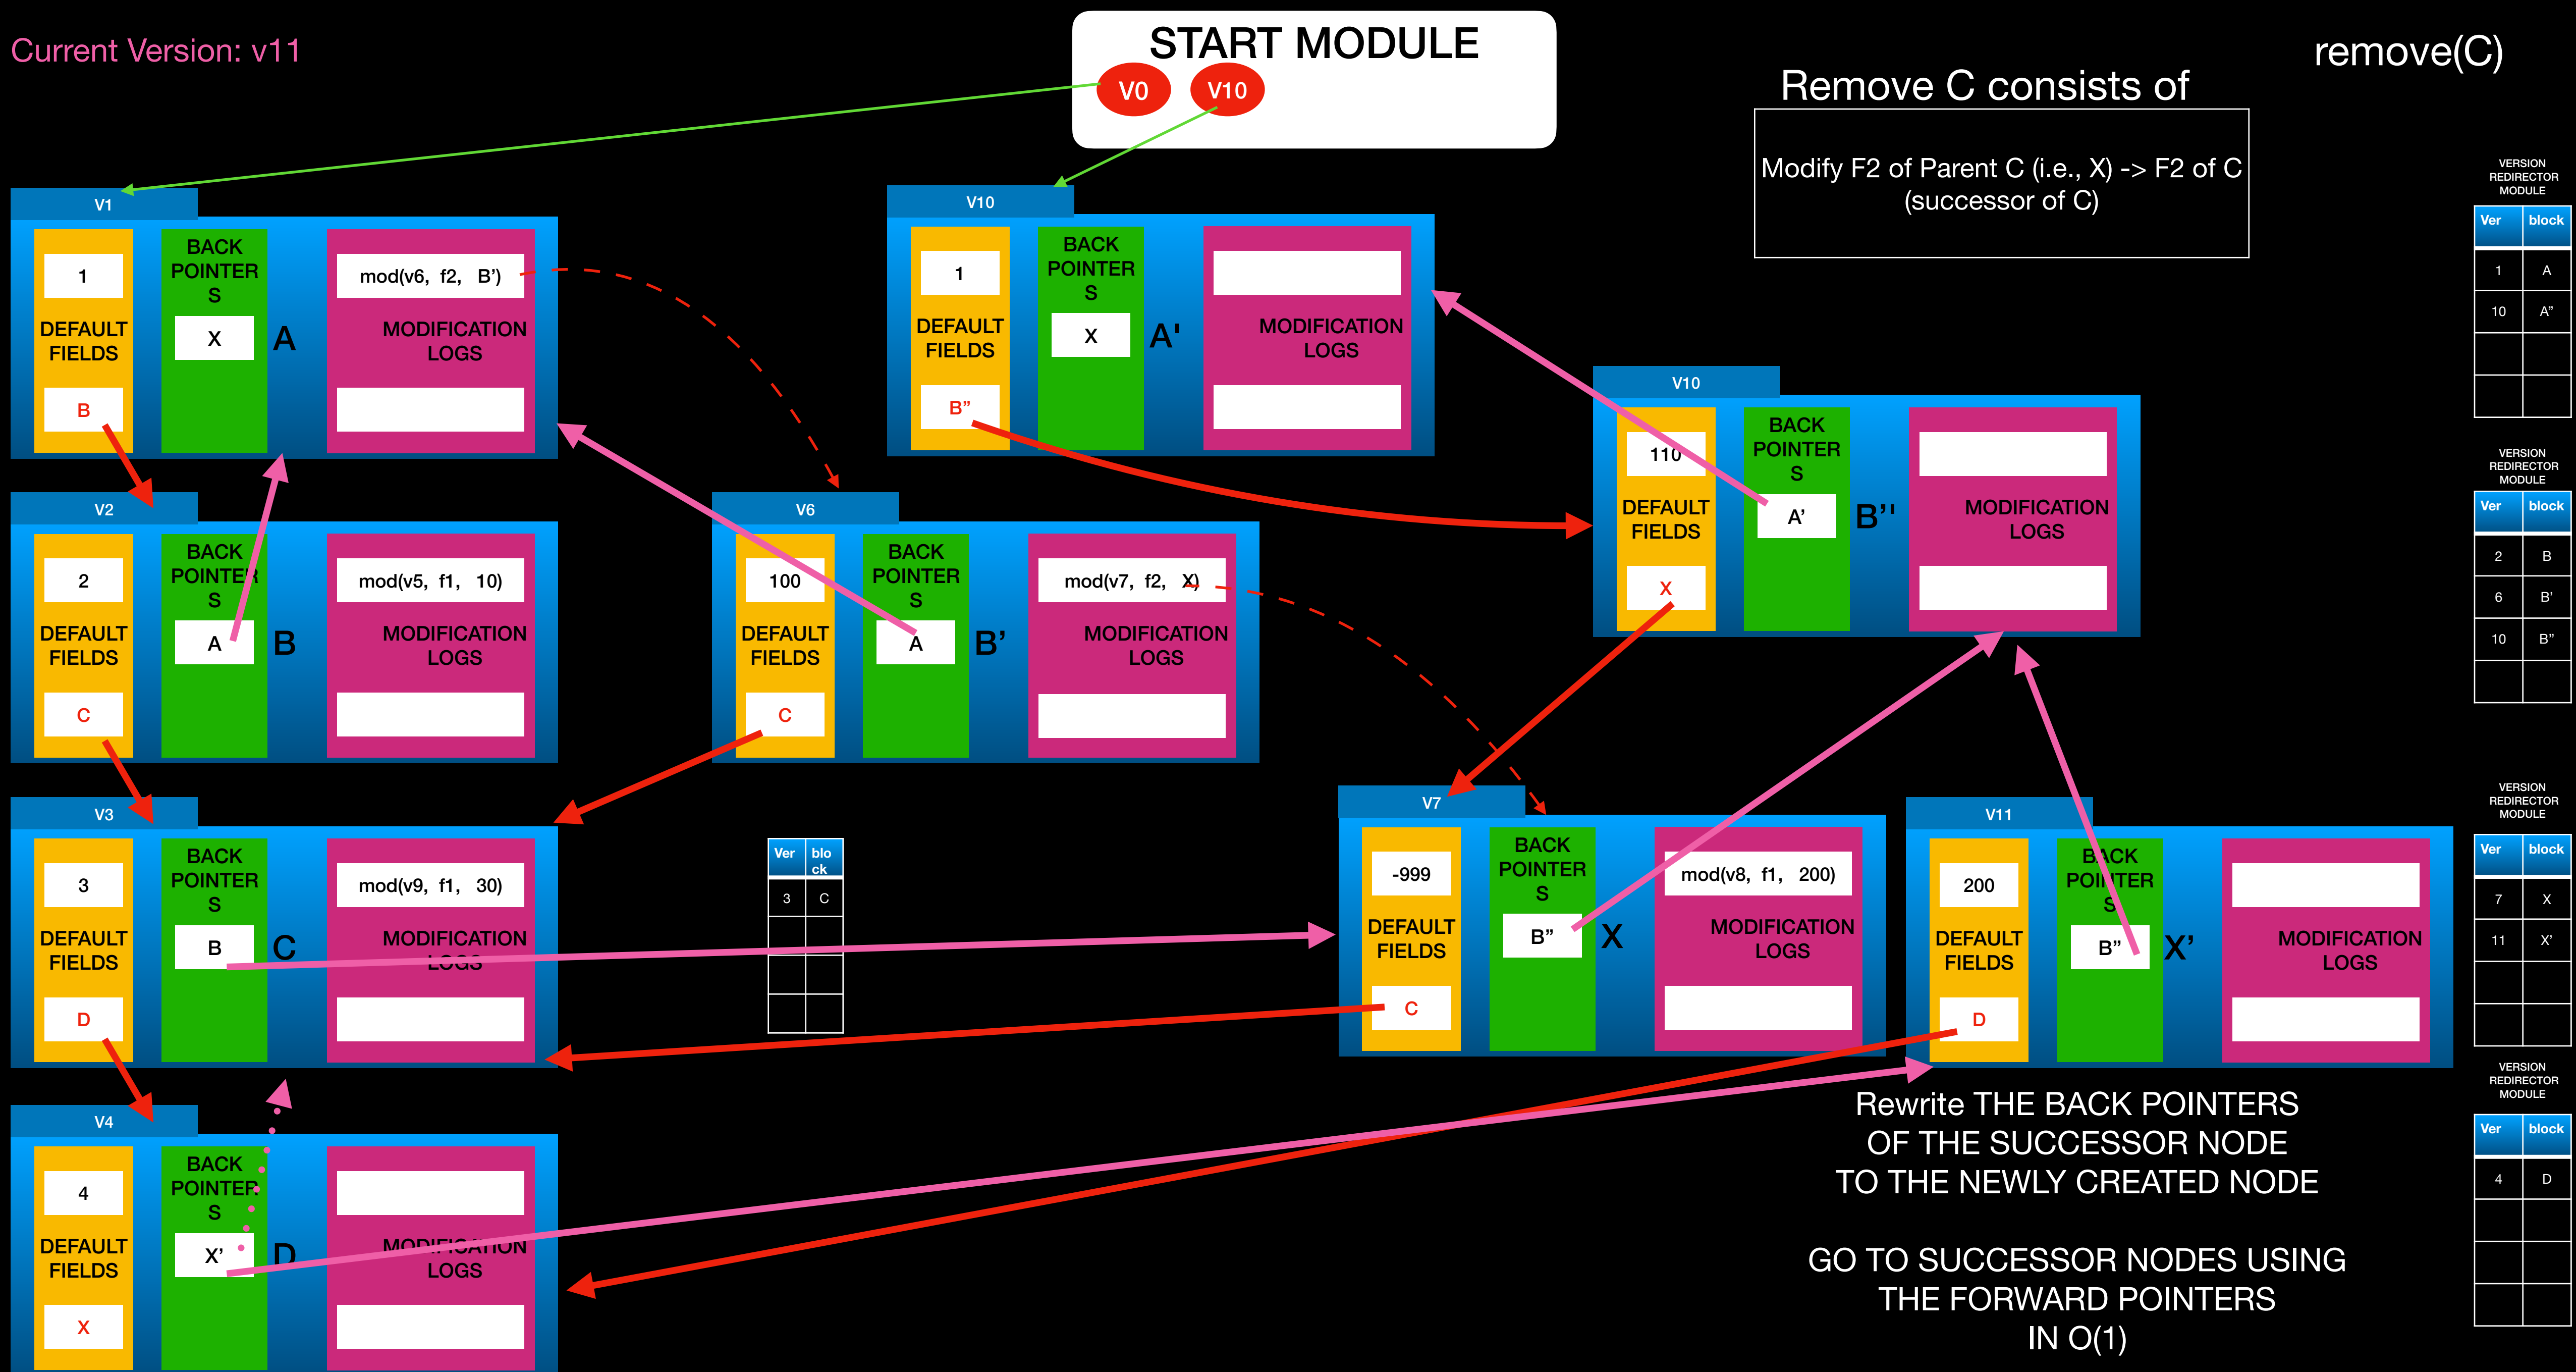 Current Version: v11
START MODULE
V0
V10
remove(C)
Remove C consists of
Modify F2 of Parent C (i.e., X) -> F2 of C
(successor of C)
V1
1
DEFAULT
FIELDS
B
BACK
POINTER
S
X
A
mod(v6, f2, B’)
MODIFICATION
LOGS
V10
1
DEFAULT
FIELDS
B”
BACK
POINTER
S
X
A'
MODIFICATION
LOGS
V10
110
DEFAULT
FIELDS
X
BACK
POINTER
S
A’
B''
MODIFICATION
LOGS
V2
2
DEFAULT
FIELDS
C
BACK
POINTER
S
A
B
mod(v5, f1, 10)
MODIFICATION
LOGS
V6
100
DEFAULT
FIELDS
C
BACK
POINTER
S
A
B’
mod(v7, f2, X)
MODIFICATION
LOGS
V3
3
DEFAULT
FIELDS
D
BACK
POINTER
S
B
C
mod(v9, f1, 30)
MODIFICATION
LOGS
Ver
blo
ck
3
C
V7
-999
DEFAULT
FIELDS
C
BACK
POINTER
S
B”
X
mod(v8, f1, 200)
MODIFICATION
LOGS
V11
200
DEFAULT
FIELDS
D
BACK
POINTER
S
B”
X’
MODIFICATION
LOGS
V4
4
DEFAULT
FIELDS
X
BACK
POINTER
S
X’
D
MODIFICATION
LOGS
Rewrite THE BACK POINTERS
OF THE SUCCESSOR NODE
TO THE NEWLY CREATED NODE
GO TO SUCCESSOR NODES USING
THE FORWARD POINTERS
IN O(1)
VERSION
REDIRECTOR
MODULE
Ver block
1 A
10 A”
VERSION
REDIRECTOR
MODULE
Ver block
2 B
6 B’
10 B”
VERSION
REDIRECTOR
MODULE
Ver block
7 X
11 X’
VERSION
REDIRECTOR
MODULE
Ver block
4 D